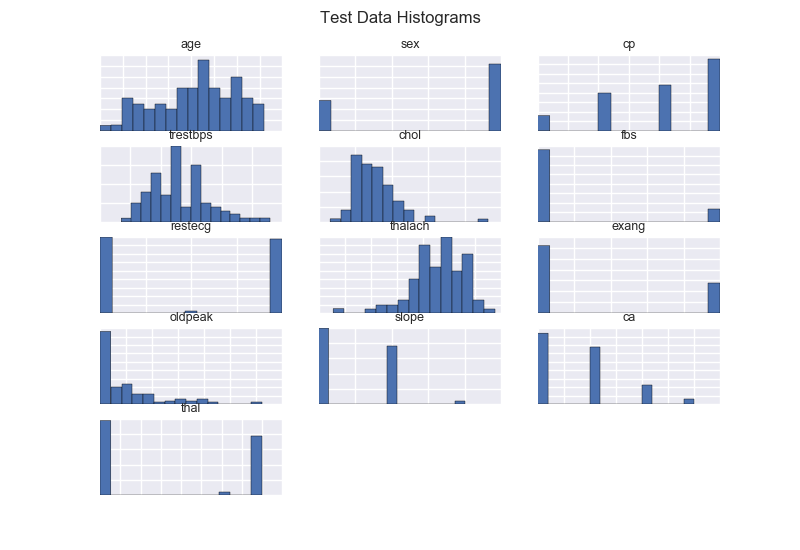 Test Data Histograms
age
sex
cp
trestbps
chol
fbs
restecg
thalach
exang
oldpeak
slope
ca
thal